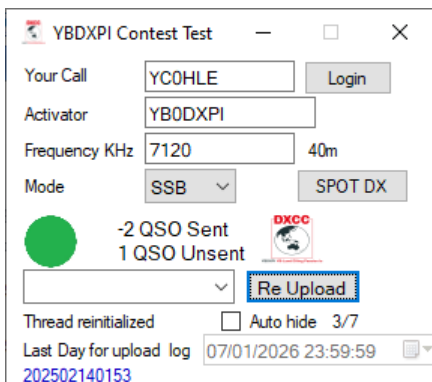 YBDXPI Contest Test
Your Call YC0HLE Login
Activator YB0DXPI
Frequency KHz 7120 40m
Mode SSB SPOT DX
-2 QSO Sent
1 QSO Unsent
DXCC
Re Upload
Thread reinitialized Auto hide 3/7
Last Day for upload log 07/01/2026 23:59:59
202502140153